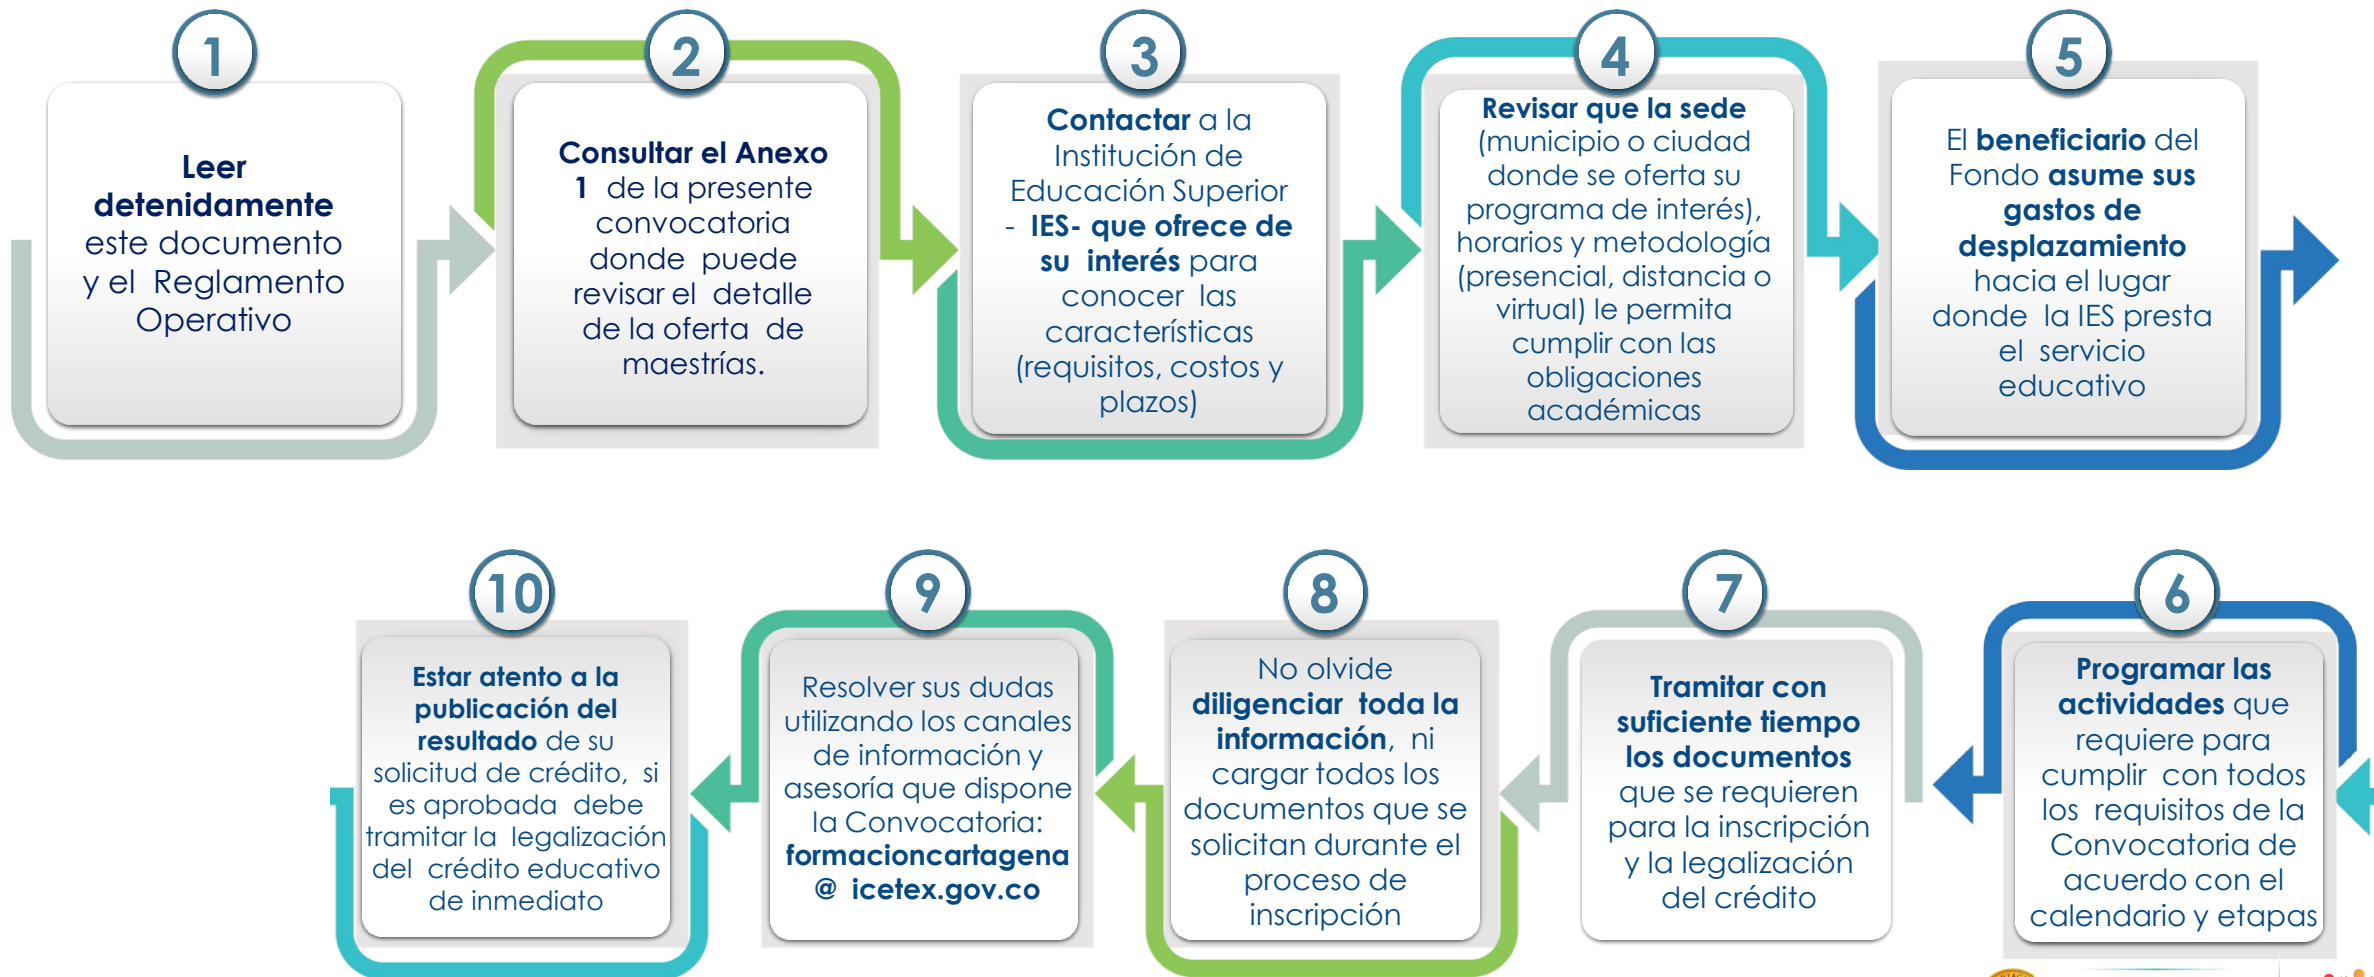 1
Leer
detenidamente
este documento
y el Reglamento
Operativo
2
Consultar el Anexo
1 de la presente
convocatoria
donde puede
revisar el detalle
de la oferta de
maestrías.
3
Contactar a la
Institución de
Educación Superior
- IES- que ofrece de
su interés para
conocer las
características
(requisitos, costos y
plazos)
4
Revisar que la sede
(municipio o ciudad
donde se oferta su
programa de interés),
horarios y metodología
(presencial, distancia o
virtual) le permita
cumplir con las
obligaciones
académicas
5
El beneficiario del
Fondo asume sus
gastos de
desplazamiento
hacia el lugar
donde la IES presta
el servicio
educativo
6
Programar las
actividades que
requiere para
cumplir con todos
los requisitos de la
Convocatoria de
acuerdo con el
calendario y etapas
7
Tramitar con
suficiente tiempo
los documentos
que se requieren
para la inscripción
y la legalización
del crédito
8
No olvide
diligenciar toda la
información, ni
cargar todos los
documentos que se
solicitan durante el
proceso de
inscripción
9
Resolver sus dudas
utilizando los canales
de información y
asesoría que dispone
la Convocatoria:
formacioncartagena
@ icetex.gov.co
10
Estar atento a la
publicación del
resultado de su
solicitud de crédito, si
es aprobada debe
tramitar la legalización
del crédito educativo
de inmediato